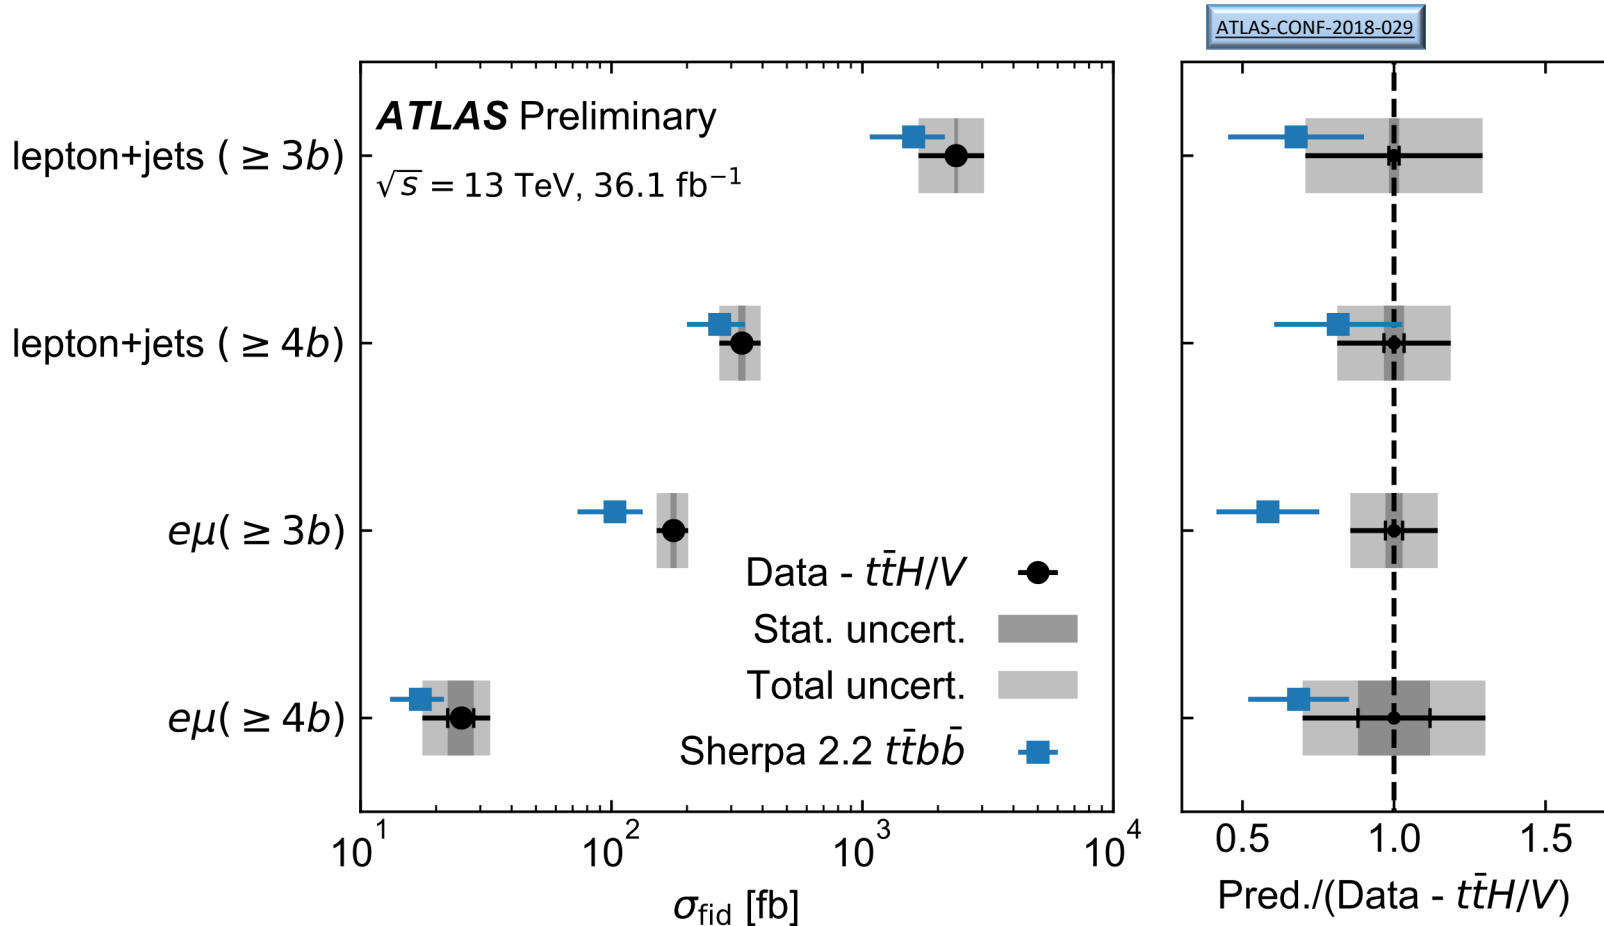 ATLAS-CONF-2018-029
ATLAS Preliminary
√s = 13 TeV, 36.1 fb⁻¹
lepton+jets ( ≥ 3b)
lepton+jets ( ≥ 4b)
eμ( ≥ 3b)
eμ( ≥ 4b)
Data - tt̄H/V
Stat. uncert.
Total uncert.
Sherpa 2.2 tt̄bb̄
10¹ 10² 10³ 10⁴
σfid [fb]
0.5 1.0 1.5
Pred./(Data - tt̄H/V)